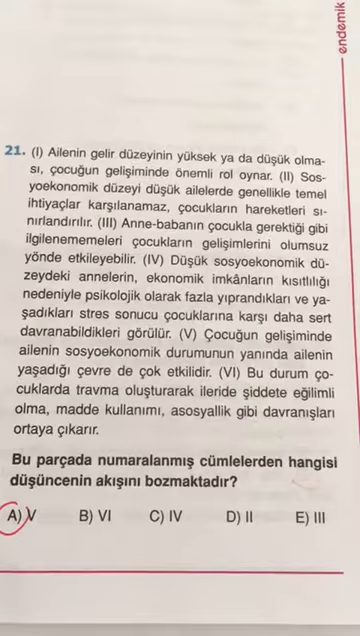 endemik
21. (I) Ailenin gelir düzeyinin yüksek ya da düşük olma-
sı, çocuğun gelişiminde önemli rol oynar. (II) Sos-
yoekonomik düzeyi düşük ailelerde genellikle temel
ihtiyaçlar karşılanamaz, çocukların hareketleri sı-
nırlandırılır. (III) Anne-babanın çocukla gerektiği gibi
ilgilenememeleri çocukların gelişimlerini olumsuz
yönde etkileyebilir. (IV) Düşük sosyoekonomik dü-
zeydeki annelerin, ekonomik imkânların kısıtlılığı
nedeniyle psikolojik olarak fazla yıprandıkları ve ya-
şadıkları stres sonucu çocuklarına karşı daha sert
davranabildikleri görülür. (V) Çocuğun gelişiminde
ailenin sosyoekonomik durumunun yanında ailenin
yaşadığı çevre de çok etkilidir. (VI) Bu durum ço-
cuklarda travma oluşturarak ileride şiddete eğilimli
olma, madde kullanımı, asosyallik gibi davranışları
ortaya çıkarır.
Bu parçada numaralanmış cümlelerden hangisi
düşüncenin akışını bozmaktadır?
A) V B) VI C) IV D) II E) III